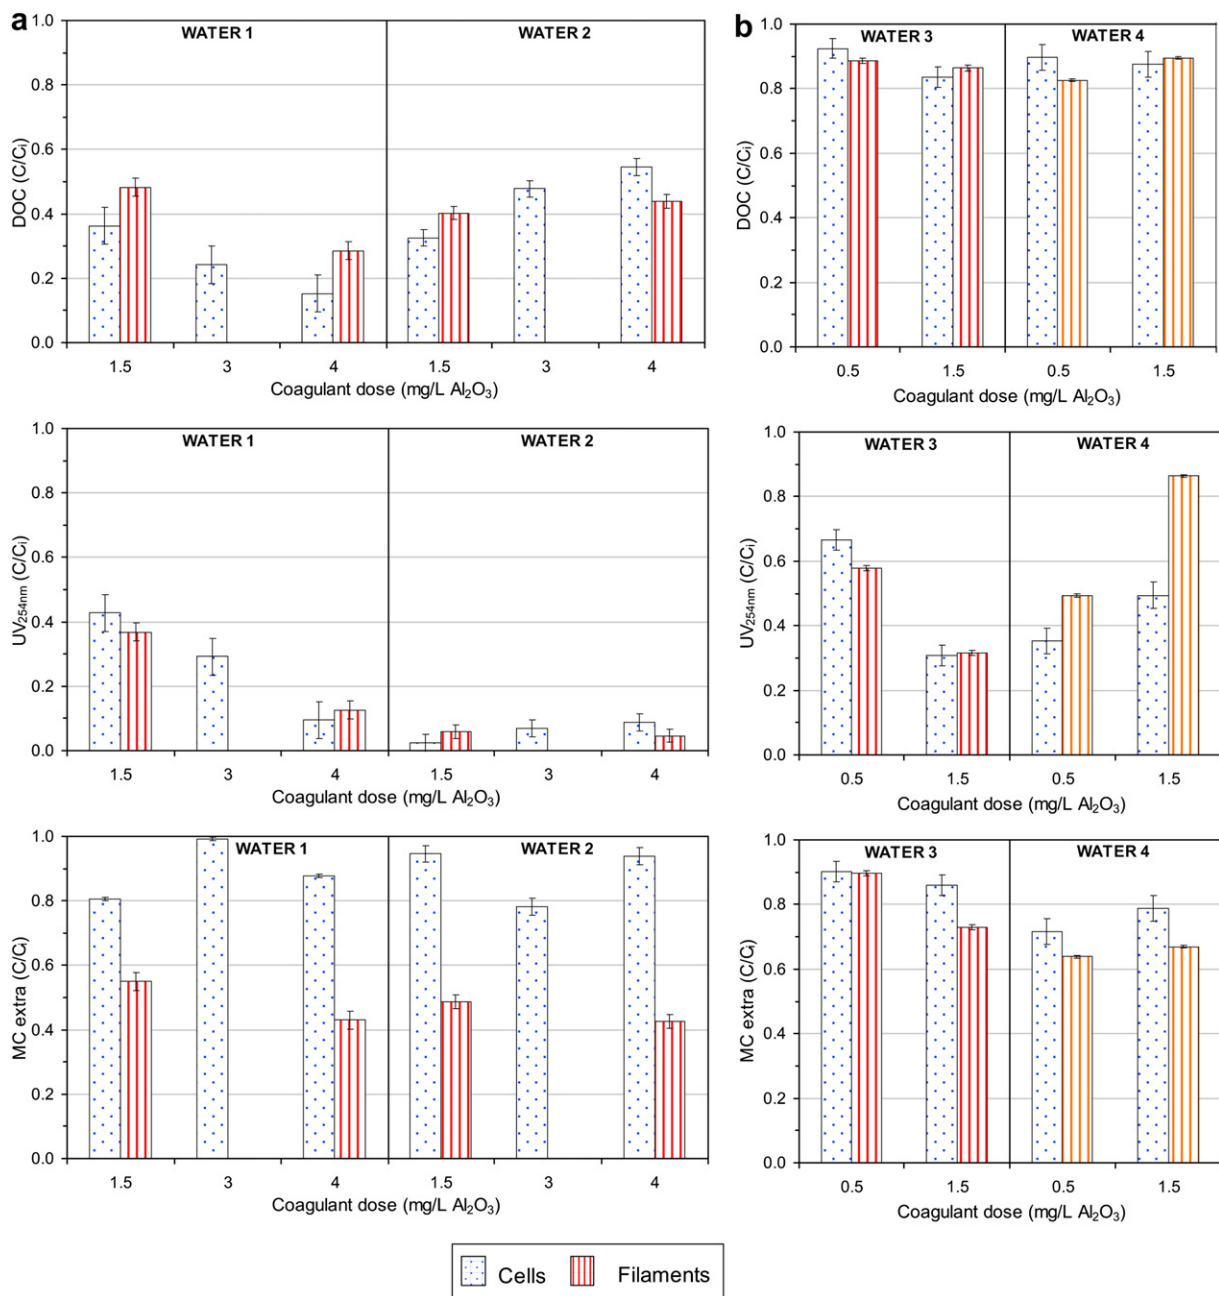 a
WATER 1
WATER 2
1.0
0.8
0.6
0.4
0.2
0.0
DOC (C/Cᵢ)
1.5
3
4
1.5
3
4
Coagulant dose (mg/L Al₂O₃)
b
WATER 3
WATER 4
1.0
0.8
0.6
0.4
0.2
0.0
DOC (C/Cᵢ)
0.5
1.5
0.5
1.5
Coagulant dose (mg/L Al₂O₃)
WATER 1
WATER 2
1.0
0.8
0.6
0.4
0.2
0.0
UV₂₅₄ₙₘ (C/Cᵢ)
1.5
3
4
1.5
3
4
Coagulant dose (mg/L Al₂O₃)
WATER 3
WATER 4
1.0
0.8
0.6
0.4
0.2
0.0
UV₂₅₄ₙₘ (C/Cᵢ)
0.5
1.5
0.5
1.5
Coagulant dose (mg/L Al₂O₃)
WATER 1
WATER 2
1.0
0.8
0.6
0.4
0.2
0.0
MC extra (C/Cᵢ)
1.5
3
4
1.5
3
4
Coagulant dose (mg/L Al₂O₃)
WATER 3
WATER 4
1.0
0.8
0.6
0.4
0.2
0.0
MC extra (C/Cᵢ)
0.5
1.5
0.5
1.5
Coagulant dose (mg/L Al₂O₃)
Cells
Filaments